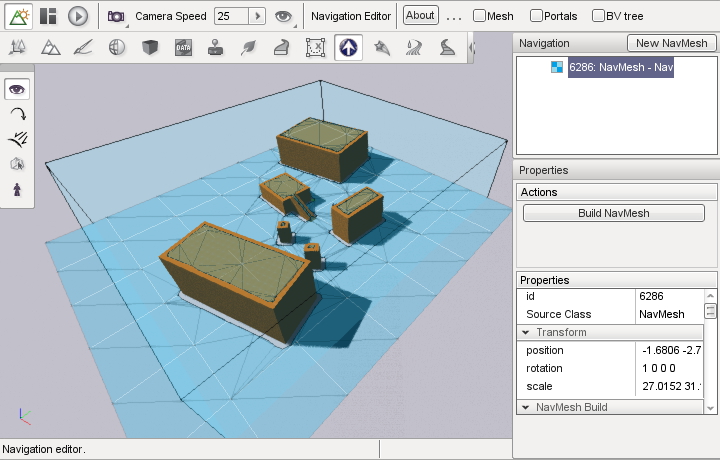 Camera Speed 25 Navigation Editor About ... Mesh Portals BV tree
DATA
Navigation New NavMesh
6286: NavMesh - Nav
Properties
Actions
Build NavMesh
Properties
id 6286
Source Class NavMesh
Transform
position -1.6806 -2.7
rotation 1 0 0 0
scale 27.0152 31.
NavMesh Build
Navigation editor.